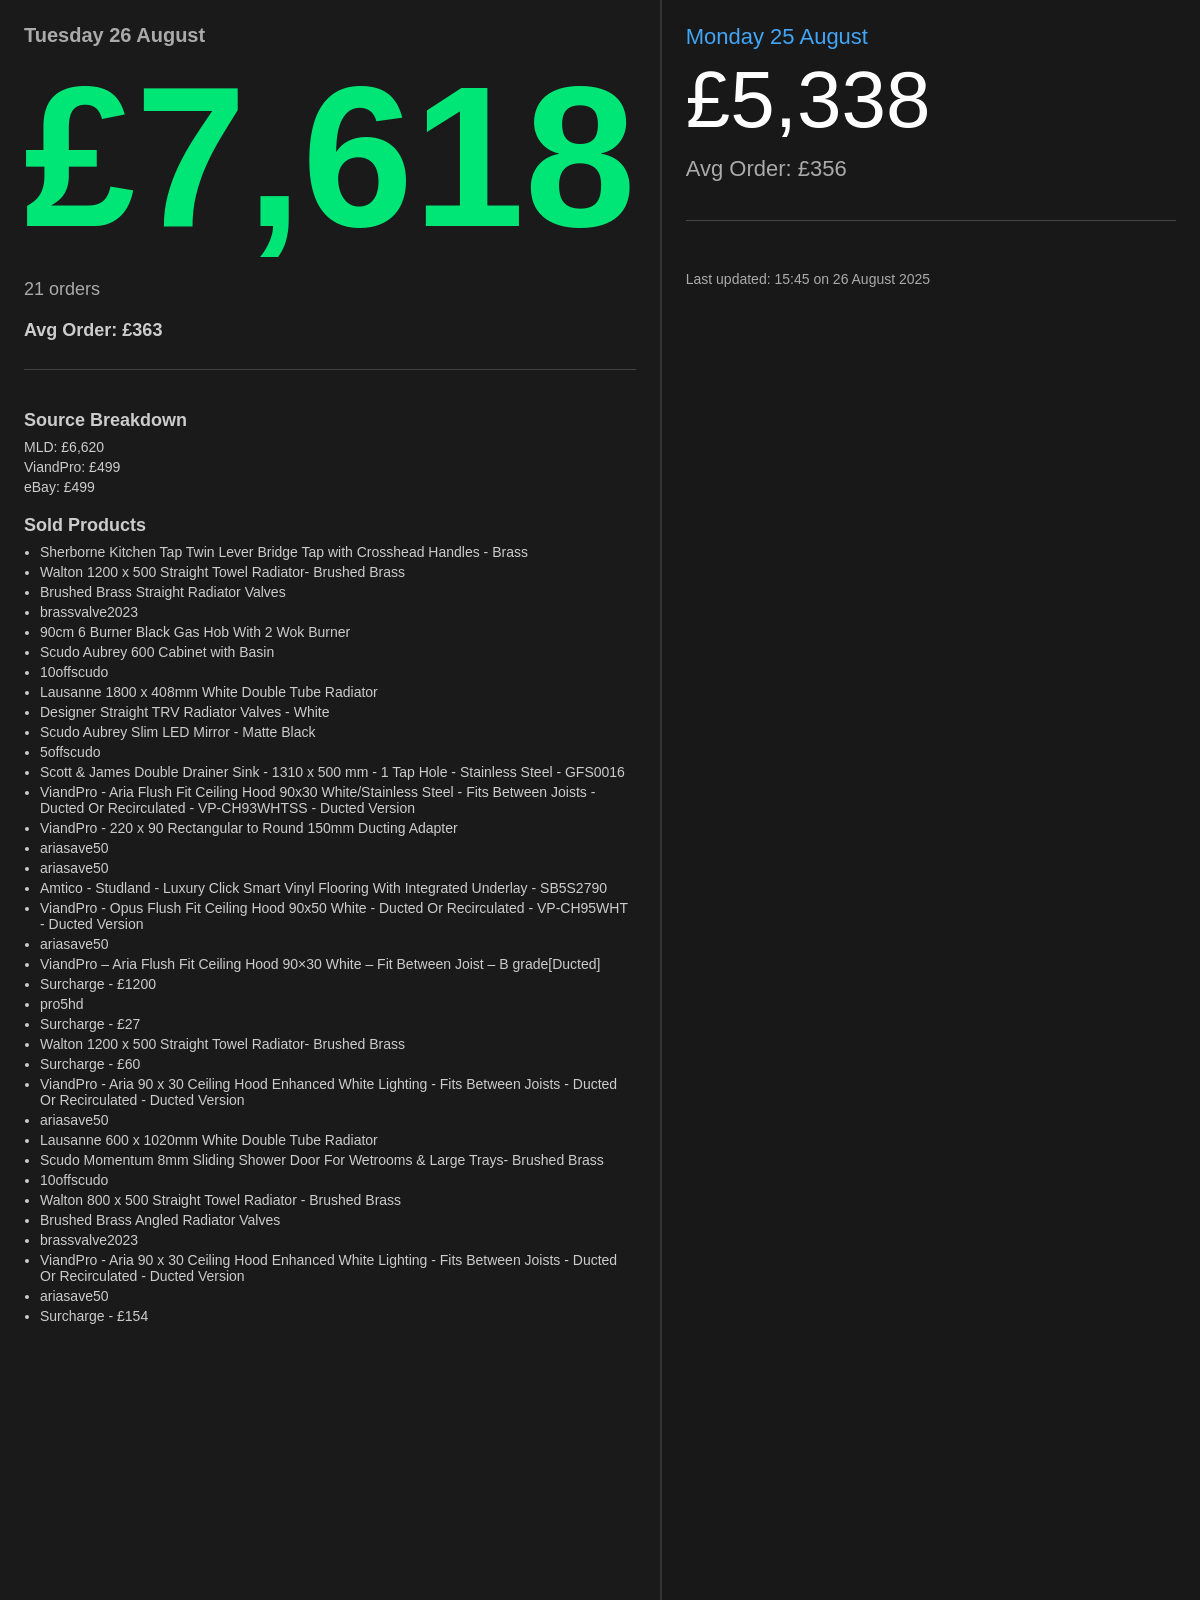 Tuesday 26 August
£7,618
21 orders
Avg Order: £363
Source Breakdown
MLD: £6,620
ViandPro: £499
eBay: £499
Sold Products
• Sherborne Kitchen Tap Twin Lever Bridge Tap with Crosshead Handles - Brass
• Walton 1200 x 500 Straight Towel Radiator- Brushed Brass
• Brushed Brass Straight Radiator Valves
• brassvalve2023
• 90cm 6 Burner Black Gas Hob With 2 Wok Burner
• Scudo Aubrey 600 Cabinet with Basin
• 10offscudo
• Lausanne 1800 x 408mm White Double Tube Radiator
• Designer Straight TRV Radiator Valves - White
• Scudo Aubrey Slim LED Mirror - Matte Black
• 5offscudo
• Scott & James Double Drainer Sink - 1310 x 500 mm - 1 Tap Hole - Stainless Steel - GFS0016
• ViandPro - Aria Flush Fit Ceiling Hood 90x30 White/Stainless Steel - Fits Between Joists -
Ducted Or Recirculated - VP-CH93WHTSS - Ducted Version
• ViandPro - 220 x 90 Rectangular to Round 150mm Ducting Adapter
• ariasave50
• ariasave50
• Amtico - Studland - Luxury Click Smart Vinyl Flooring With Integrated Underlay - SB5S2790
• ViandPro - Opus Flush Fit Ceiling Hood 90x50 White - Ducted Or Recirculated - VP-CH95WHT
- Ducted Version
• ariasave50
• ViandPro – Aria Flush Fit Ceiling Hood 90×30 White – Fit Between Joist – B grade[Ducted]
• Surcharge - £1200
• pro5hd
• Surcharge - £27
• Walton 1200 x 500 Straight Towel Radiator- Brushed Brass
• Surcharge - £60
• ViandPro - Aria 90 x 30 Ceiling Hood Enhanced White Lighting - Fits Between Joists - Ducted
Or Recirculated - Ducted Version
• ariasave50
• Lausanne 600 x 1020mm White Double Tube Radiator
• Scudo Momentum 8mm Sliding Shower Door For Wetrooms & Large Trays- Brushed Brass
• 10offscudo
• Walton 800 x 500 Straight Towel Radiator - Brushed Brass
• Brushed Brass Angled Radiator Valves
• brassvalve2023
• ViandPro - Aria 90 x 30 Ceiling Hood Enhanced White Lighting - Fits Between Joists - Ducted
Or Recirculated - Ducted Version
• ariasave50
• Surcharge - £154
Monday 25 August
£5,338
Avg Order: £356
Last updated: 15:45 on 26 August 2025